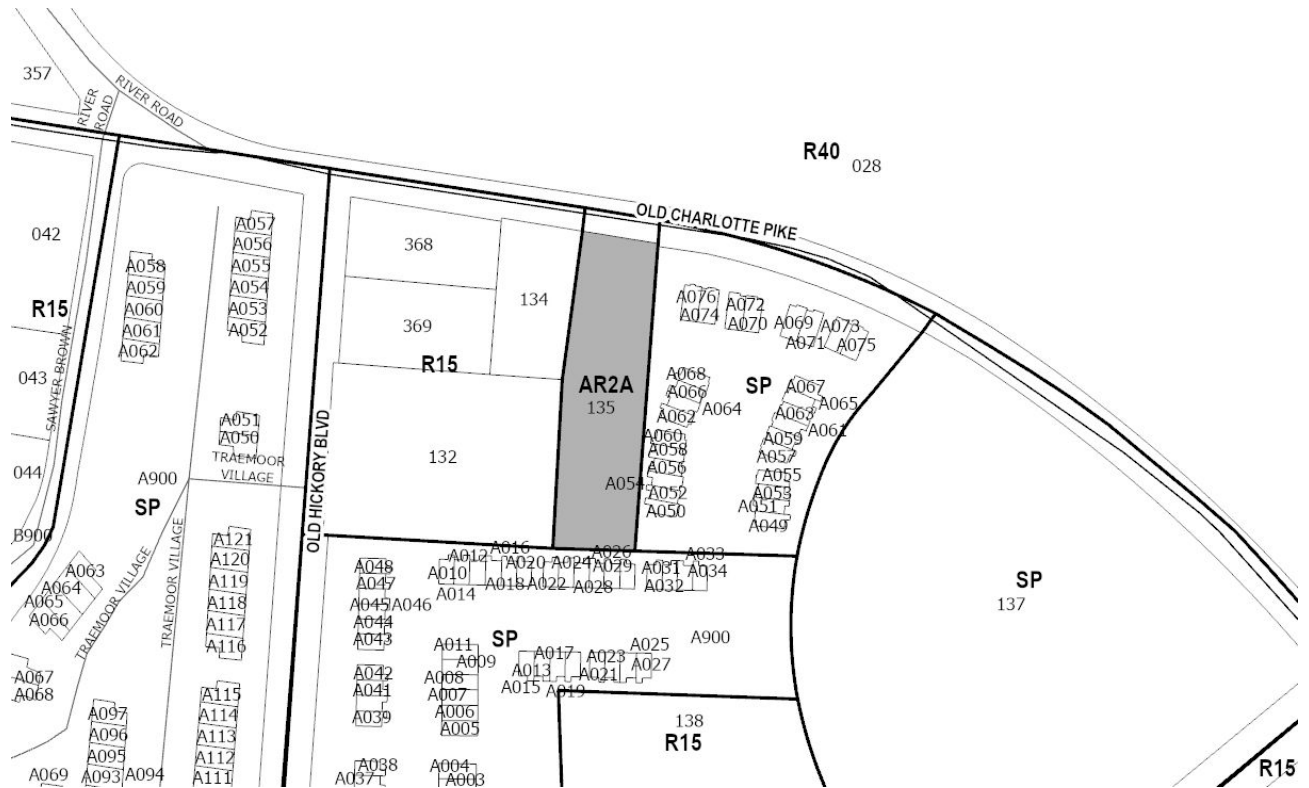 357
RIVER
ROAD
RIVER ROAD
R40
028
OLD CHARLOTTE PIKE
042
R15
043
044
B900
SAWYER BROWN
A057
A056
A055
A054
A053
A052
A058
A059
A060
A061
A062
A051
A050
TRAEMOOR
VILLAGE
A900
SP
OLD HICKORY BLVD
368
369
134
R15
132
AR2A
135
A076
A074
A072
A070
A069
A071
A073
A075
SP
A068
A066
A064
A062
A060
A058
A056
A054
A052
A050
A067
A065
A063
A061
A059
A057
A055
A053
A051
A049
SP
137
A063
A064
A065
A066
TRAEMOOR VILLAGE
TRAEMOOR VILLAGE
A121
A120
A119
A118
A117
A116
A067
A068
A115
A114
A113
A112
A111
A097
A096
A095
A093
A094
A069
A048
A047
A045
A046
A044
A043
A042
A041
A039
A038
A037
A016
A012
A010
A014
A020
A018
A022
A024
A026
A029
A028
A031
A032
A033
A034
SP
A900
A011
A009
A008
A007
A006
A005
A004
A003
A017
A013
A015
A019
A023
A021
A025
A027
138
R15
R15